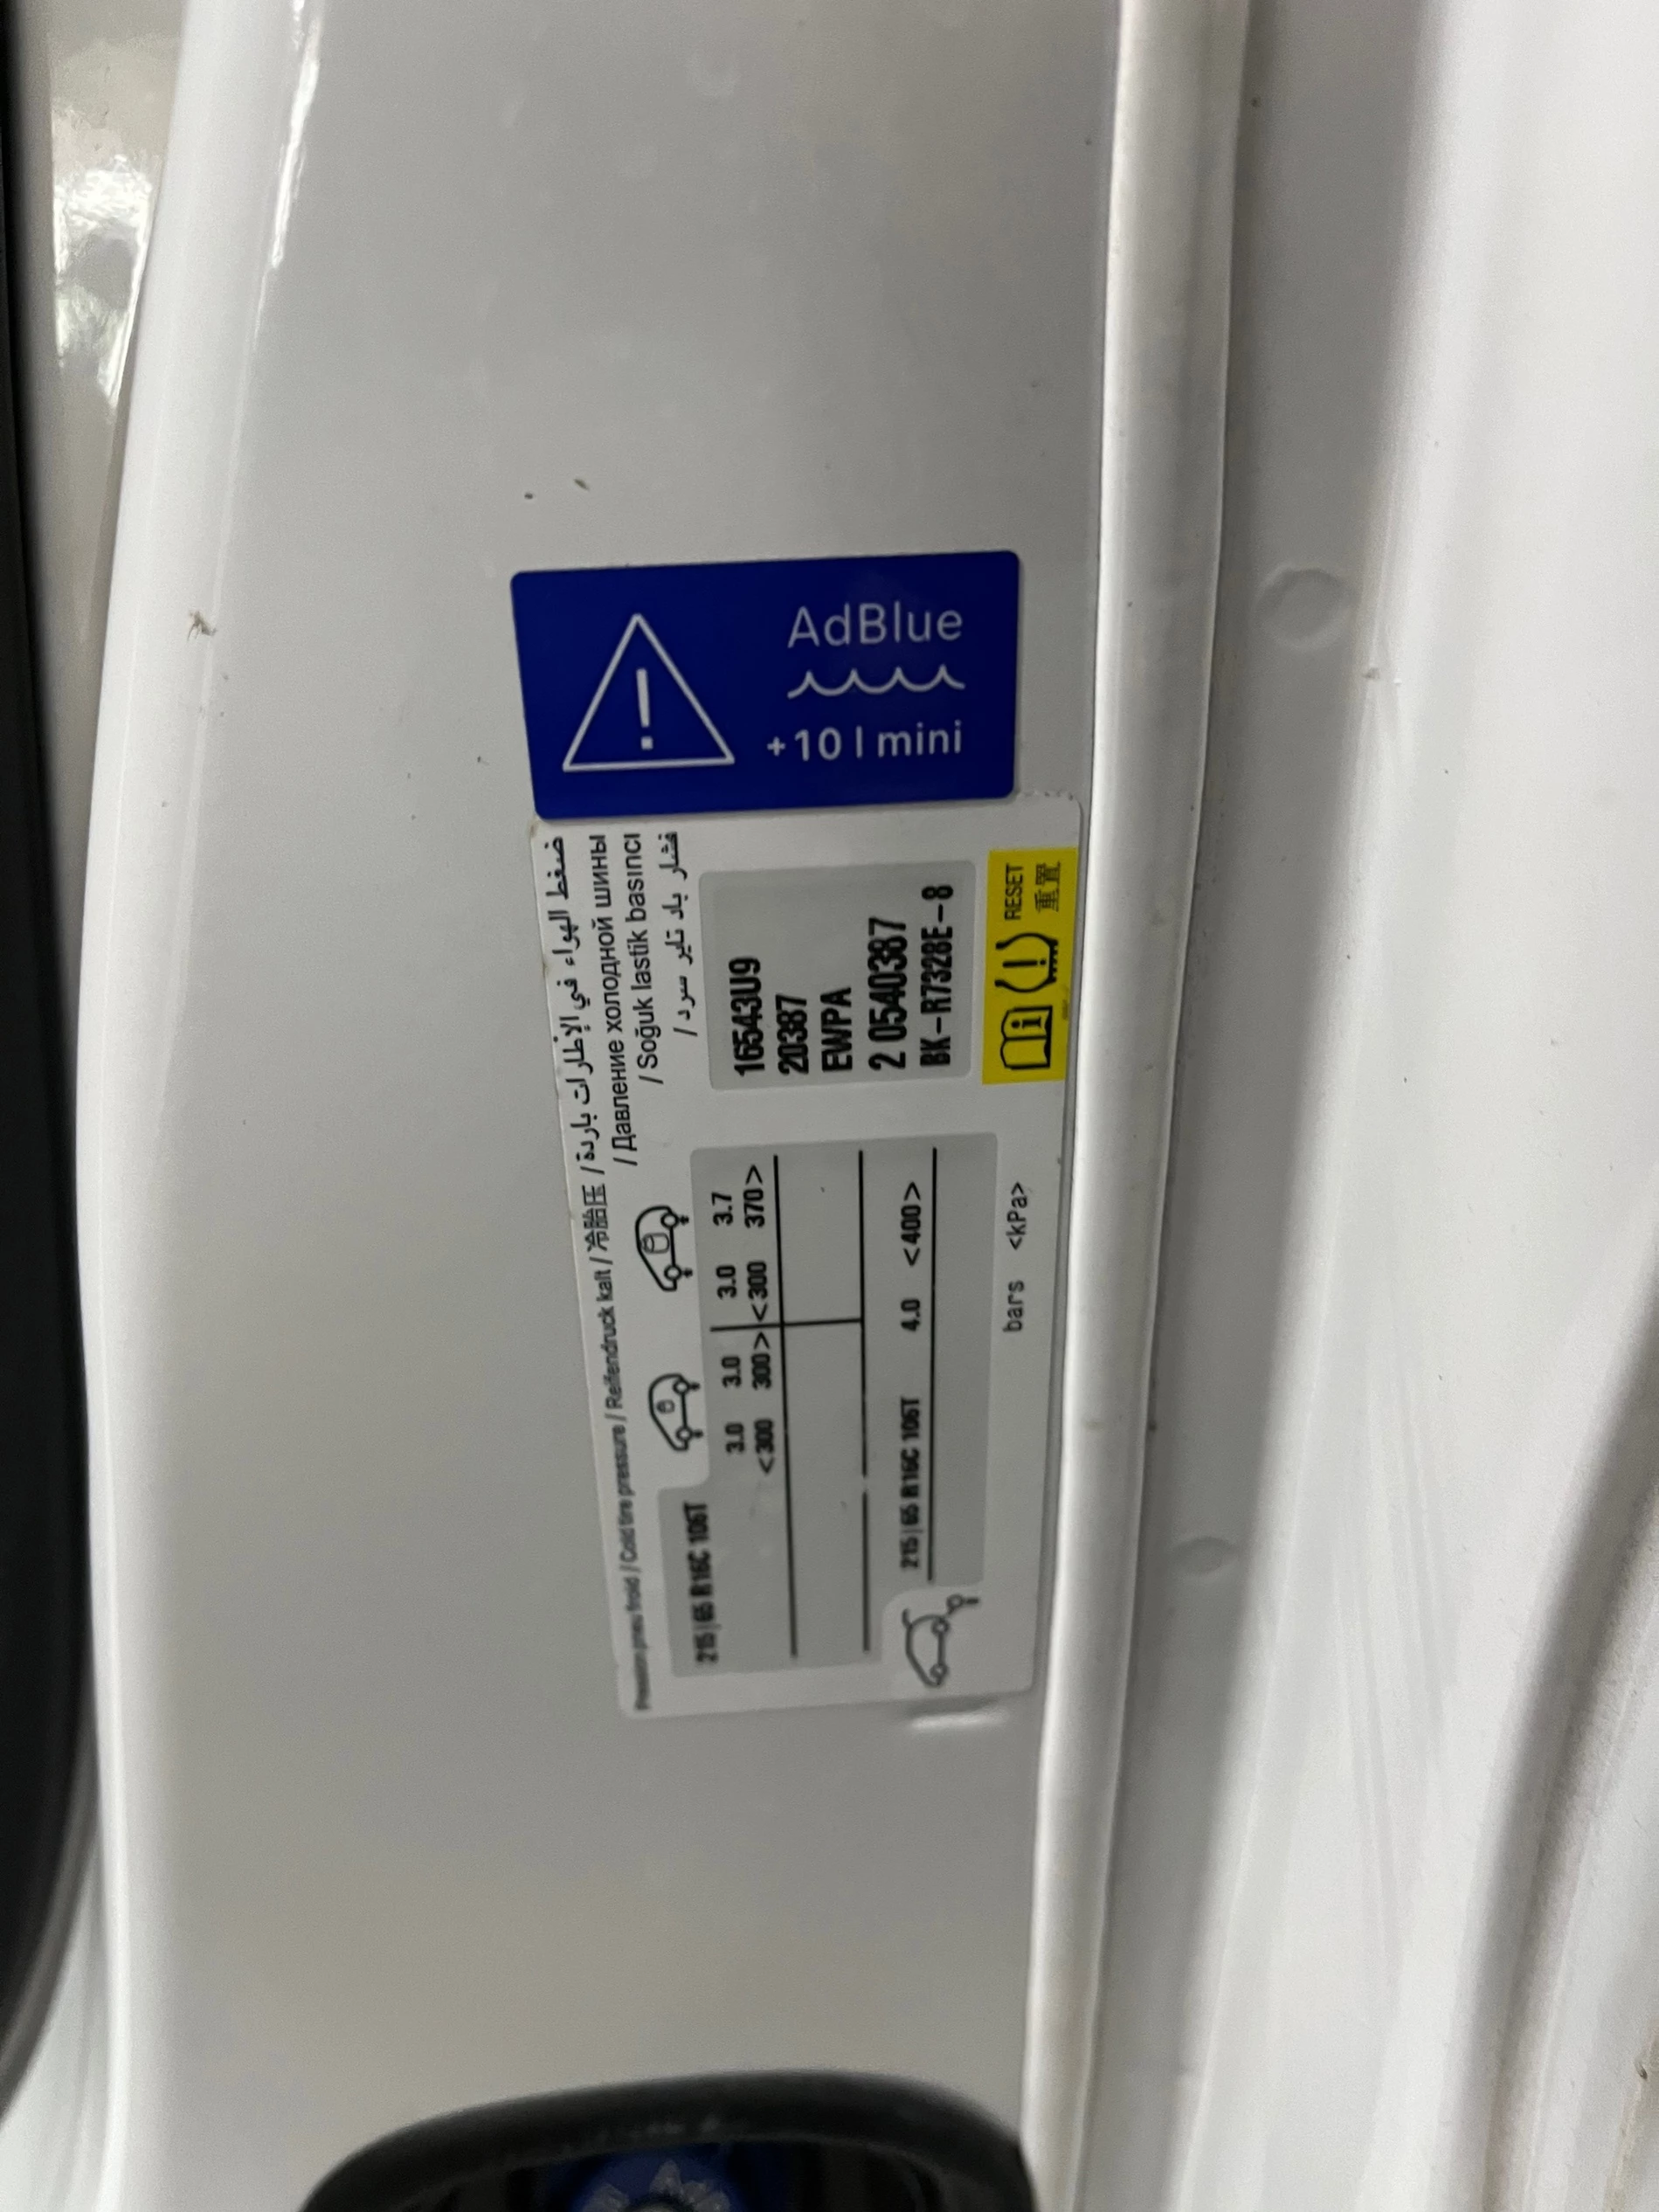 Pression pneu froid / Cold tire pressure / Reifendruck kalt / 冷胎压 / ضغط الهواء في الإطارات باردة
/ Давление холодной шины
/ Soğuk lastik basıncı
/ فشار باد تایر سرد
215|65 R16C 106T
3.0 3.0 3.0 3.7
<300 300> <300 370>
215|65 R16C 106T 4.0 <400>
bars <kPa>
16543U9
20387
EWPA
2 0540387
BK-R7328E-8
RESET
重置
AdBlue
+10 l mini